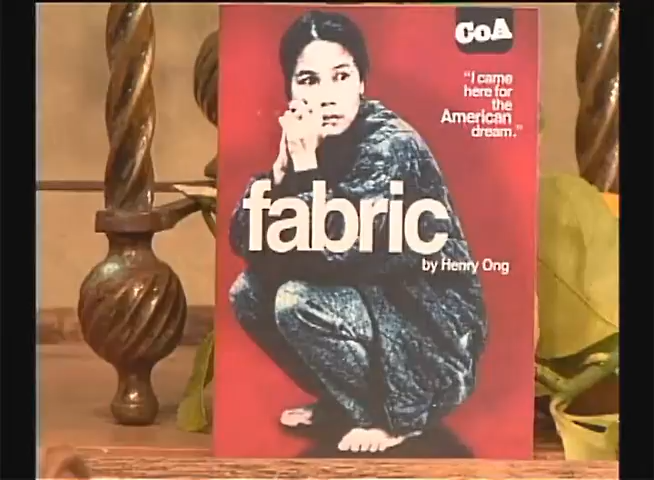 CoA
"I came
here for
the
American
dream."
fabric
by Henry Ong